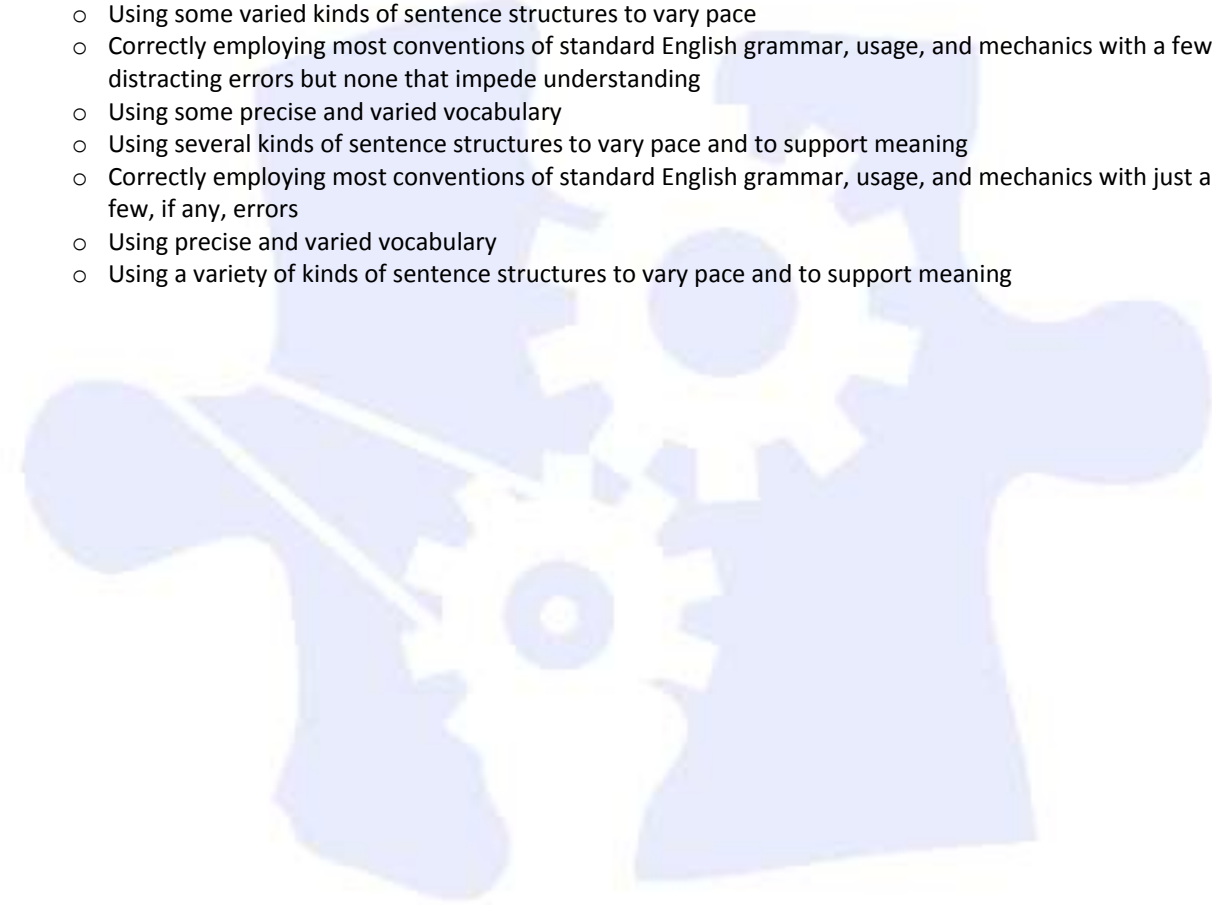 o Using some varied kinds of sentence structures to vary pace
o Correctly employing most conventions of standard English grammar, usage, and mechanics with a few
distracting errors but none that impede understanding
o Using some precise and varied vocabulary
o Using several kinds of sentence structures to vary pace and to support meaning
o Correctly employing most conventions of standard English grammar, usage, and mechanics with just a
few, if any, errors
o Using precise and varied vocabulary
o Using a variety of kinds of sentence structures to vary pace and to support meaning